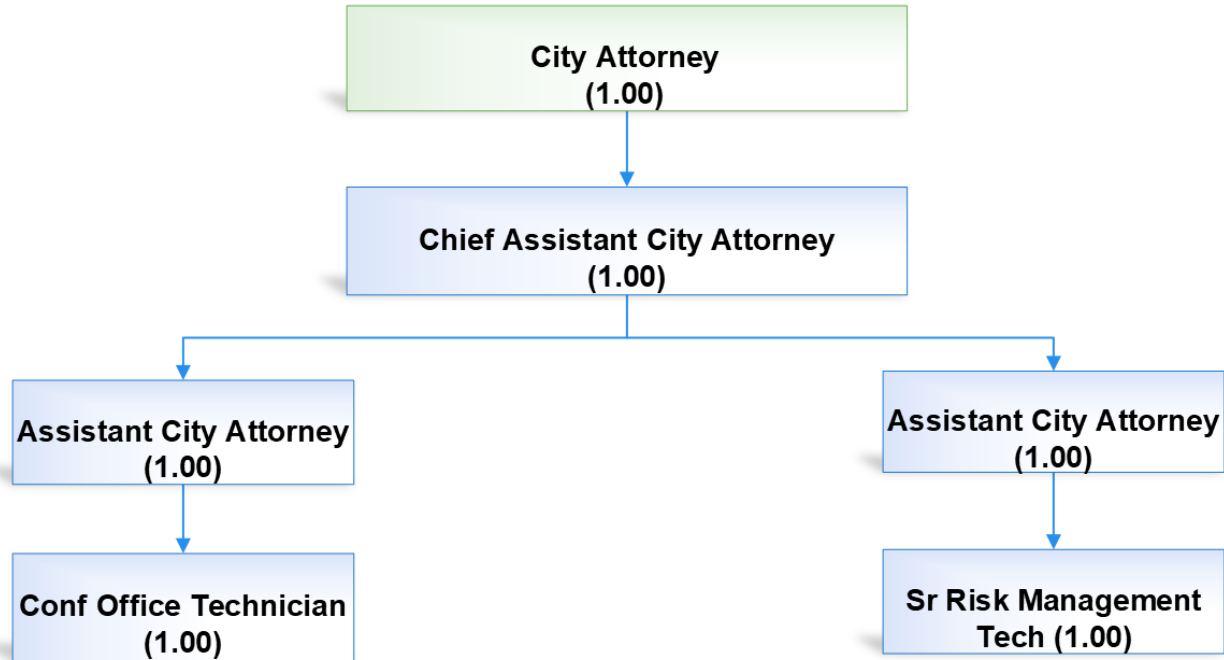 City Attorney
(1.00)
Chief Assistant City Attorney
(1.00)
Assistant City Attorney
(1.00)
Assistant City Attorney
(1.00)
Conf Office Technician
(1.00)
Sr Risk Management
Tech (1.00)